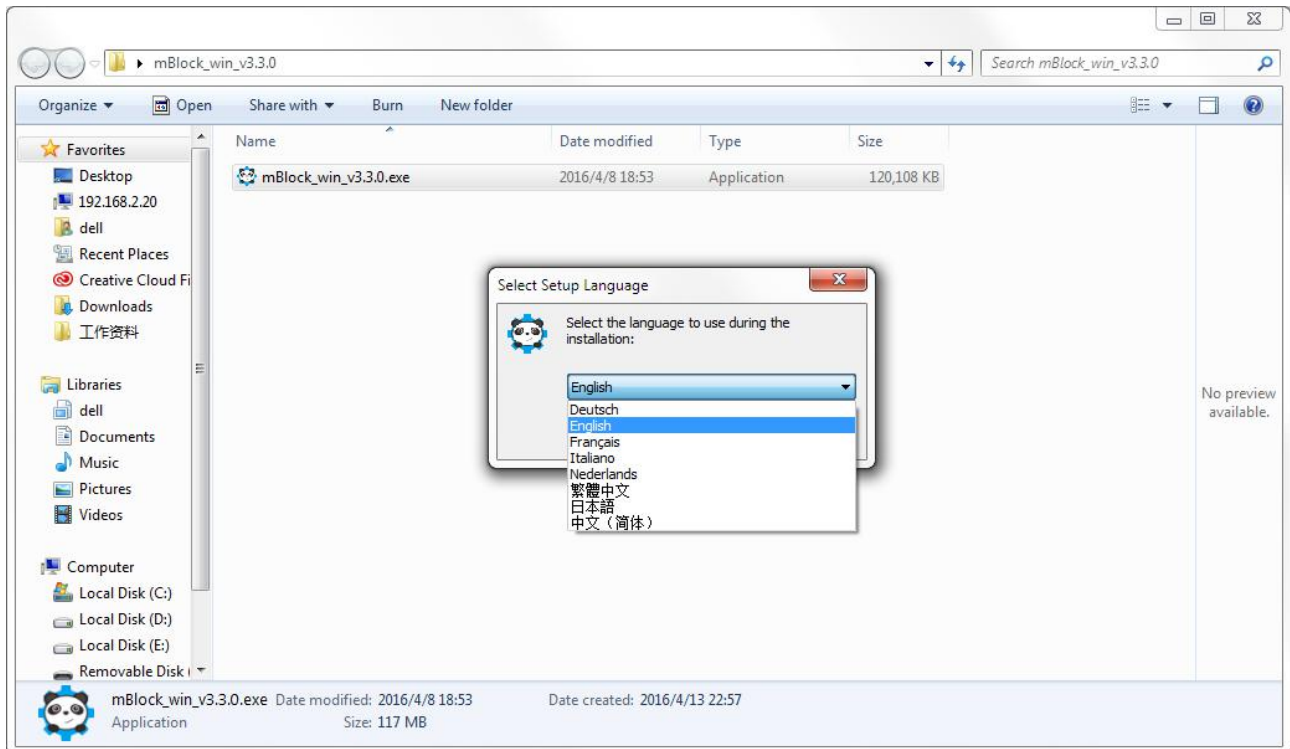 mBlock_win_v3.3.0
Search mBlock_win_v3.3.0
Organize Open Share with Burn New folder
Favorites
Desktop
192.168.2.20
dell
Recent Places
Creative Cloud Fi
Downloads
工作资料
Libraries
dell
Documents
Music
Pictures
Videos
Computer
Local Disk (C:)
Local Disk (D:)
Local Disk (E:)
Removable Disk (
Name Date modified Type Size
mBlock_win_v3.3.0.exe 2016/4/8 18:53 Application 120,108 KB
Select Setup Language
Select the language to use during the
installation:
English
Deutsch
English
Français
Italiano
Nederlands
繁體中文
日本語
中文（简体）
No preview
available.
mBlock_win_v3.3.0.exe Date modified: 2016/4/8 18:53 Date created: 2016/4/13 22:57
Application Size: 117 MB